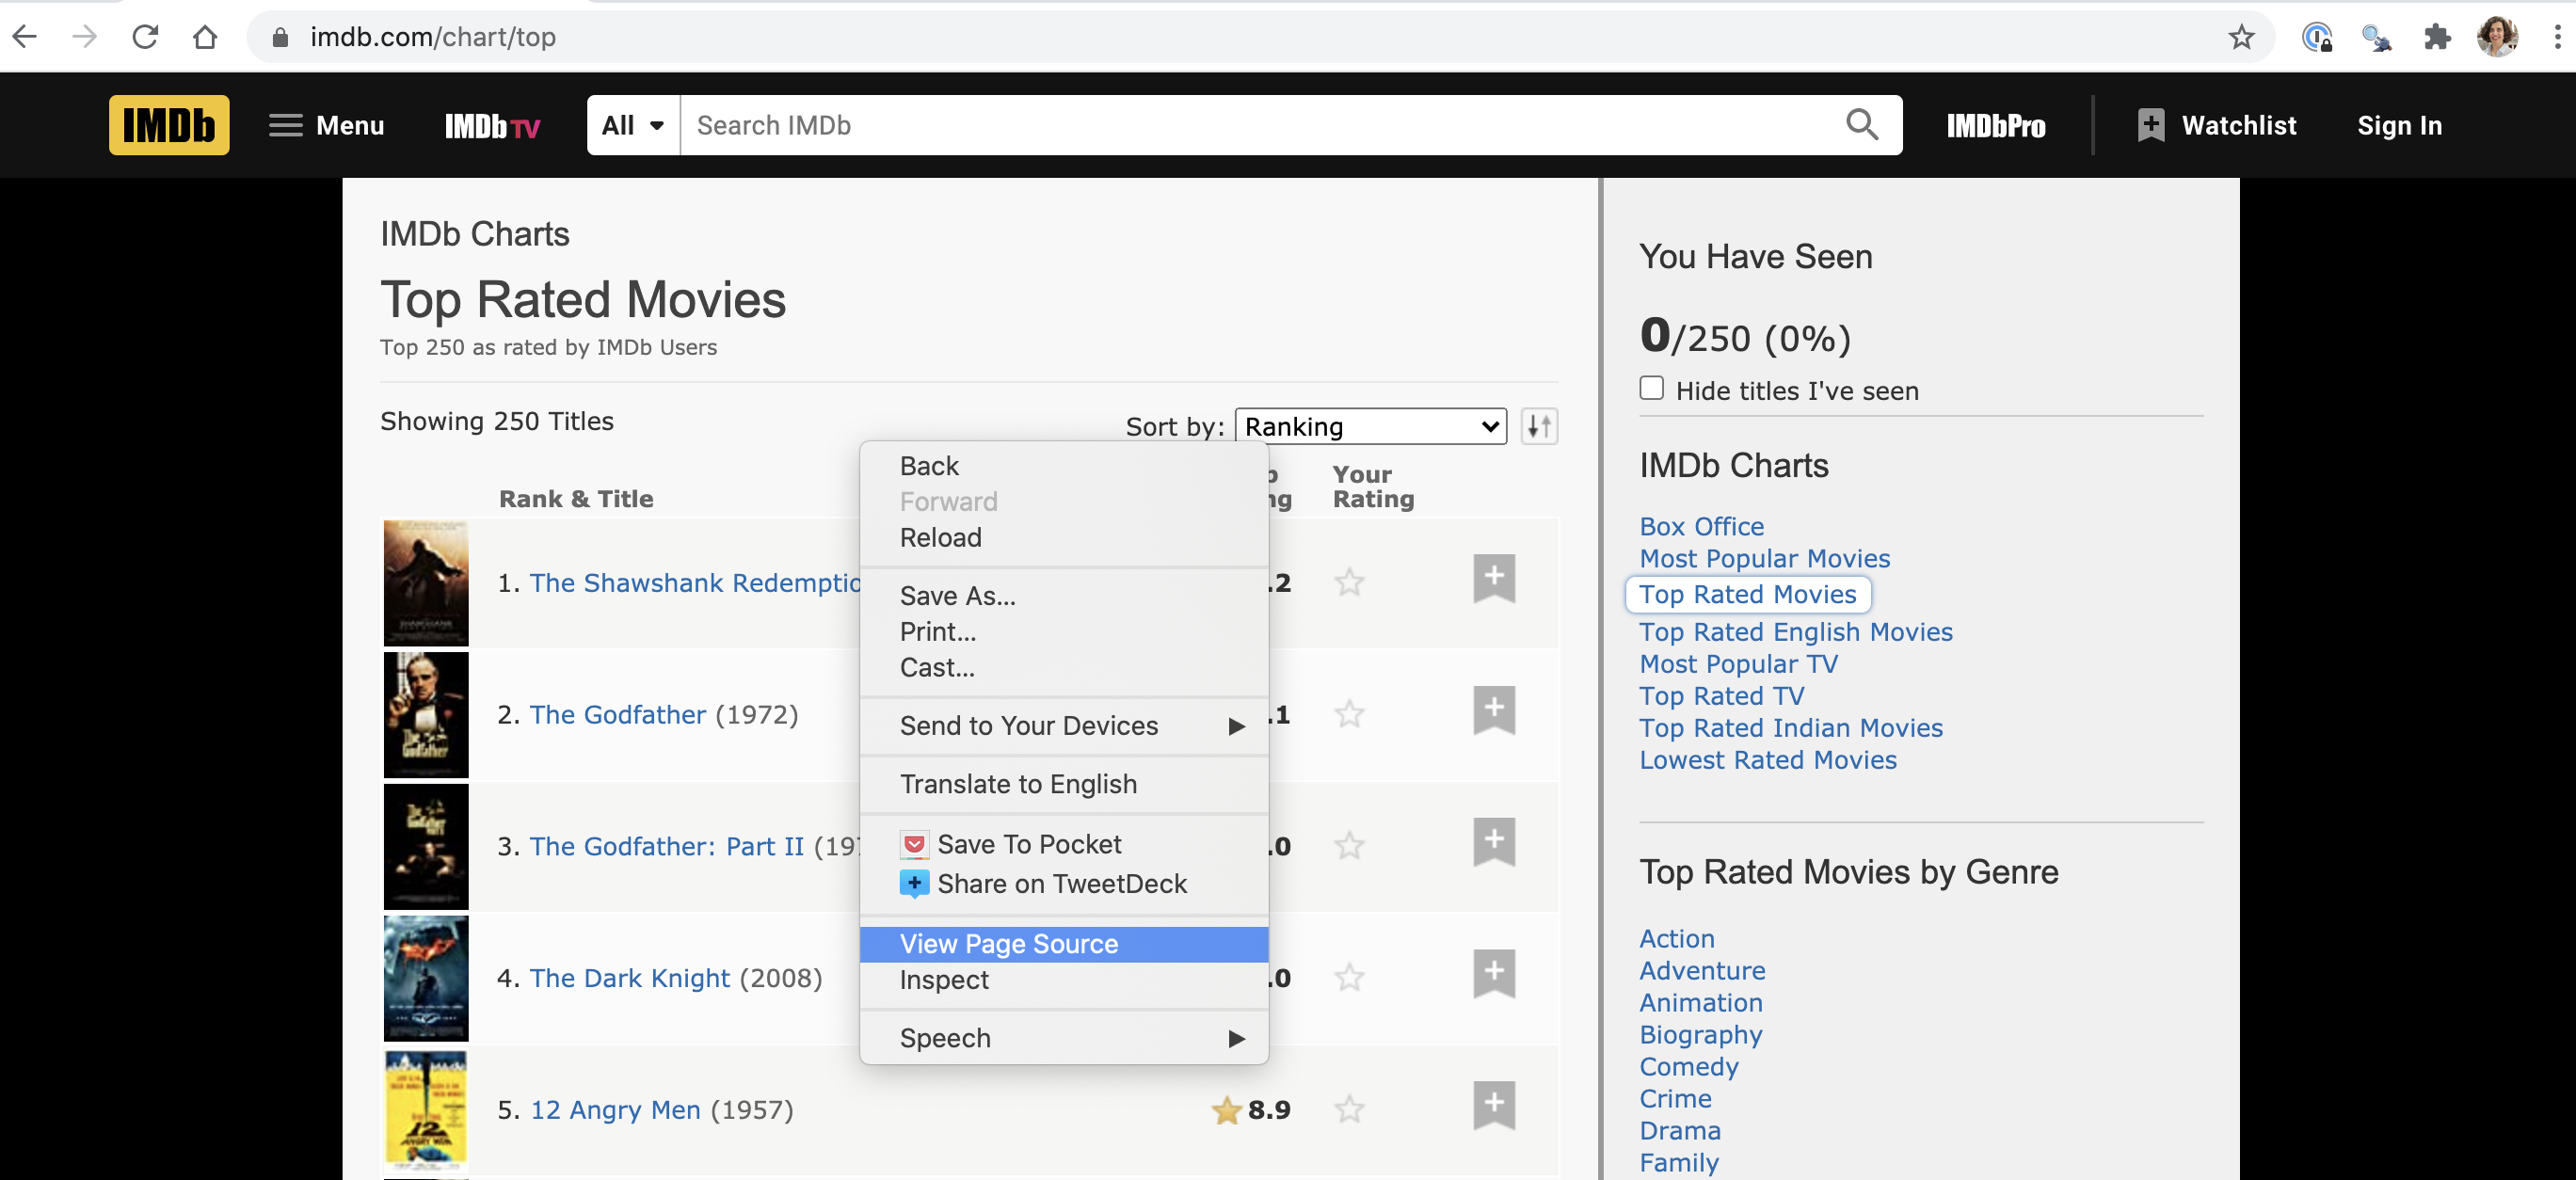 imdb.com/chart/top
IMDb
Menu
IMDb TV
All
Search IMDb
IMDbPro
Watchlist
Sign In
IMDb Charts
Top Rated Movies
Top 250 as rated by IMDb Users
Showing 250 Titles
Sort by: Ranking
Rank & Title
Your
Rating
1. The Shawshank Redemptio
.2
2. The Godfather (1972)
.1
3. The Godfather: Part II (197
.0
4. The Dark Knight (2008)
.0
5. 12 Angry Men (1957)
8.9
Back
Forward
Reload
Save As...
Print...
Cast...
Send to Your Devices
Translate to English
Save To Pocket
Share on TweetDeck
View Page Source
Inspect
Speech
You Have Seen
0/250 (0%)
Hide titles I've seen
IMDb Charts
Box Office
Most Popular Movies
Top Rated Movies
Top Rated English Movies
Most Popular TV
Top Rated TV
Top Rated Indian Movies
Lowest Rated Movies
Top Rated Movies by Genre
Action
Adventure
Animation
Biography
Comedy
Crime
Drama
Family